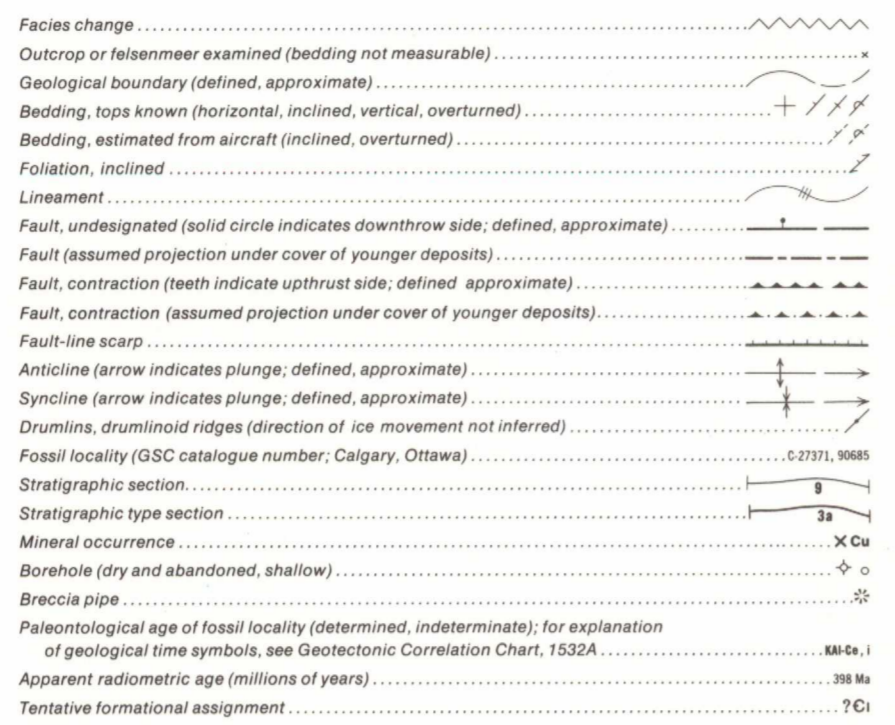 Facies change
Outcrop or felsenmeer examined (bedding not measurable) x
Geological boundary (defined, approximate)
Bedding, tops known (horizontal, inclined, vertical, overturned)
Bedding, estimated from aircraft (inclined, overturned)
Foliation, inclined
Lineament
Fault, undesignated (solid circle indicates downthrow side; defined, approximate)
Fault (assumed projection under cover of younger deposits)
Fault, contraction (teeth indicate upthrust side; defined approximate)
Fault, contraction (assumed projection under cover of younger deposits)
Fault-line scarp
Anticline (arrow indicates plunge; defined, approximate)
Syncline (arrow indicates plunge; defined, approximate)
Drumlins, drumlinoid ridges (direction of ice movement not inferred)
Fossil locality (GSC catalogue number; Calgary, Ottawa) C-27371, 90685
Stratigraphic section 9
Stratigraphic type section 3a
Mineral occurrence X Cu
Borehole (dry and abandoned, shallow)
Breccia pipe
Paleontological age of fossil locality (determined, indeterminate); for explanation
of geological time symbols, see Geotectonic Correlation Chart, 1532A KAI-Ce, i
Apparent radiometric age (millions of years) 398 Ma
Tentative formational assignment ?ЄI